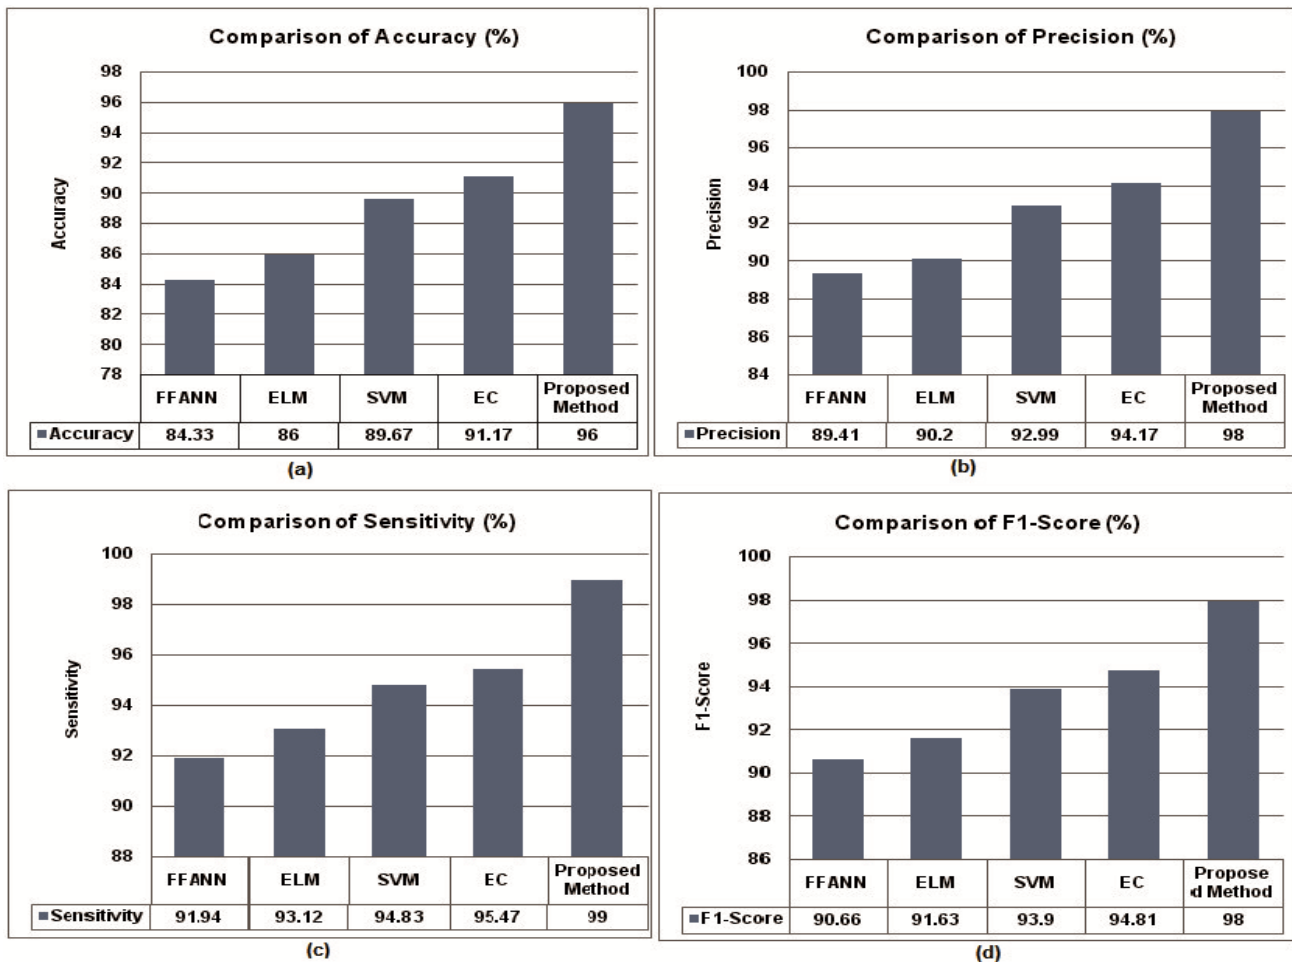 Comparison of Accuracy (%)
98
96
94
92
90
88
86
84
82
80
78
Accuracy
FFANN ELM SVM EC Proposed
Method
Accuracy 84.33 86 89.67 91.17 96
(a)
Comparison of Precision (%)
100
98
96
94
92
90
88
86
84
Precision
FFANN ELM SVM EC Proposed
Method
Precision 89.41 90.2 92.99 94.17 98
(b)
Comparison of Sensitivity (%)
100
98
96
94
92
90
88
Sensitivity
FFANN ELM SVM EC Proposed
Method
Sensitivity 91.94 93.12 94.83 95.47 99
(c)
Comparison of F1-Score (%)
100
98
96
94
92
90
88
86
F1-Score
FFANN ELM SVM EC Propose
d Method
F1-Score 90.66 91.63 93.9 94.81 98
(d)